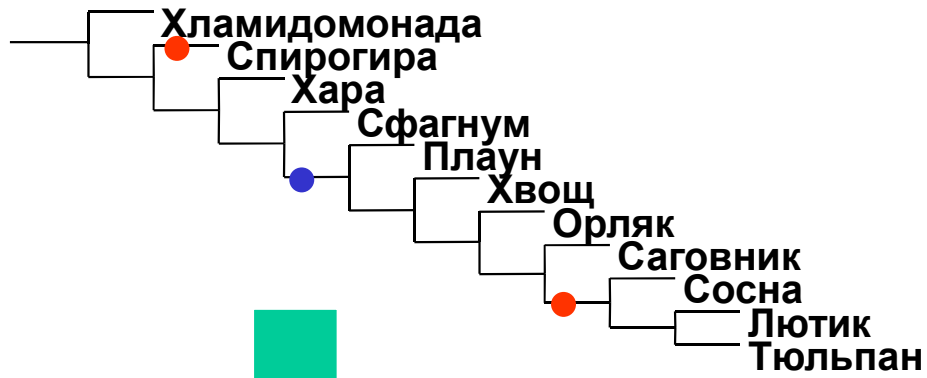 Хламидомонада
Спирогира
Хара
Сфагнум
Плаун
Хвощ
Орляк
Саговник
Сосна
Лютик
Тюльпан